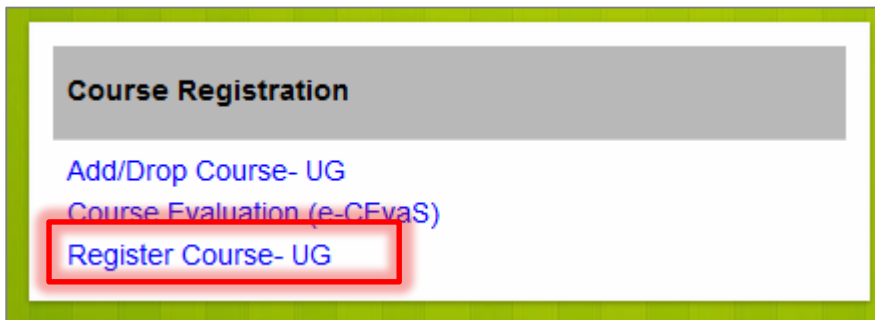 Course Registration
Add/Drop Course- UG
Course Evaluation (e-CEvaS)
Register Course- UG